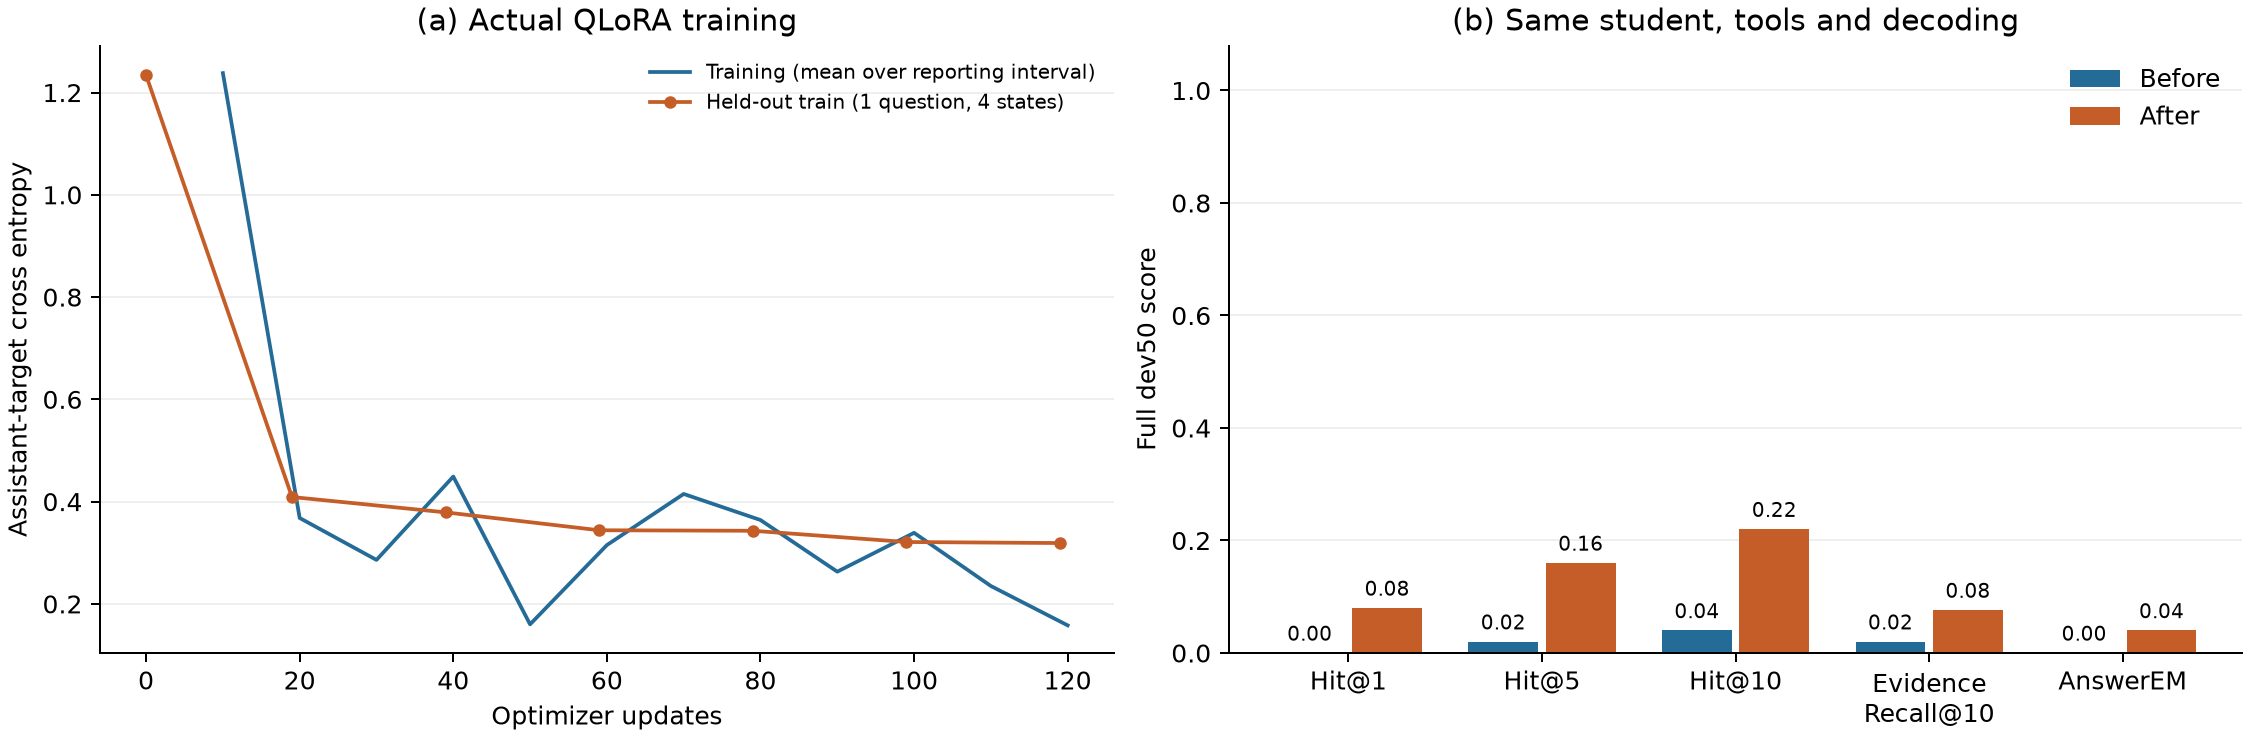 (a) Actual QLoRA training
Training (mean over reporting interval)
Held-out train (1 question, 4 states)
Assistant-target cross entropy
1.2
1.0
0.8
0.6
0.4
0.2
0 20 40 60 80 100 120
Optimizer updates
(b) Same student, tools and decoding
Before
After
Full dev50 score
1.0
0.8
0.6
0.4
0.2
0.0
0.00 0.08 0.02 0.16 0.04 0.22 0.02 0.08 0.00 0.04
Hit@1 Hit@5 Hit@10 Evidence AnswerEM
Recall@10